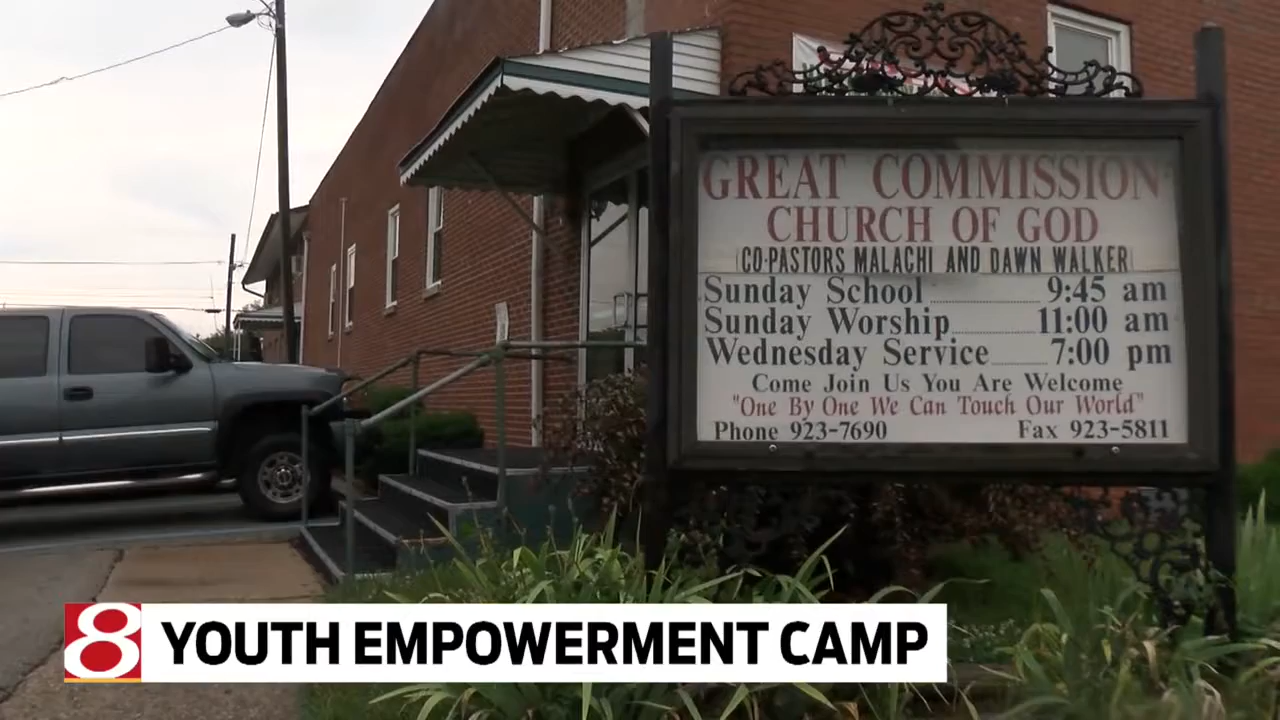 GREAT COMMISSION
CHURCH OF GOD
(CO-PASTORS MALACHI AND DAWN WALKER)
Sunday School 9:45 am
Sunday Worship 11:00 am
Wednesday Service 7:00 pm
Come Join Us You Are Welcome
"One By One We Can Touch Our World"
Phone 923-7690 Fax 923-5811
8 YOUTH EMPOWERMENT CAMP